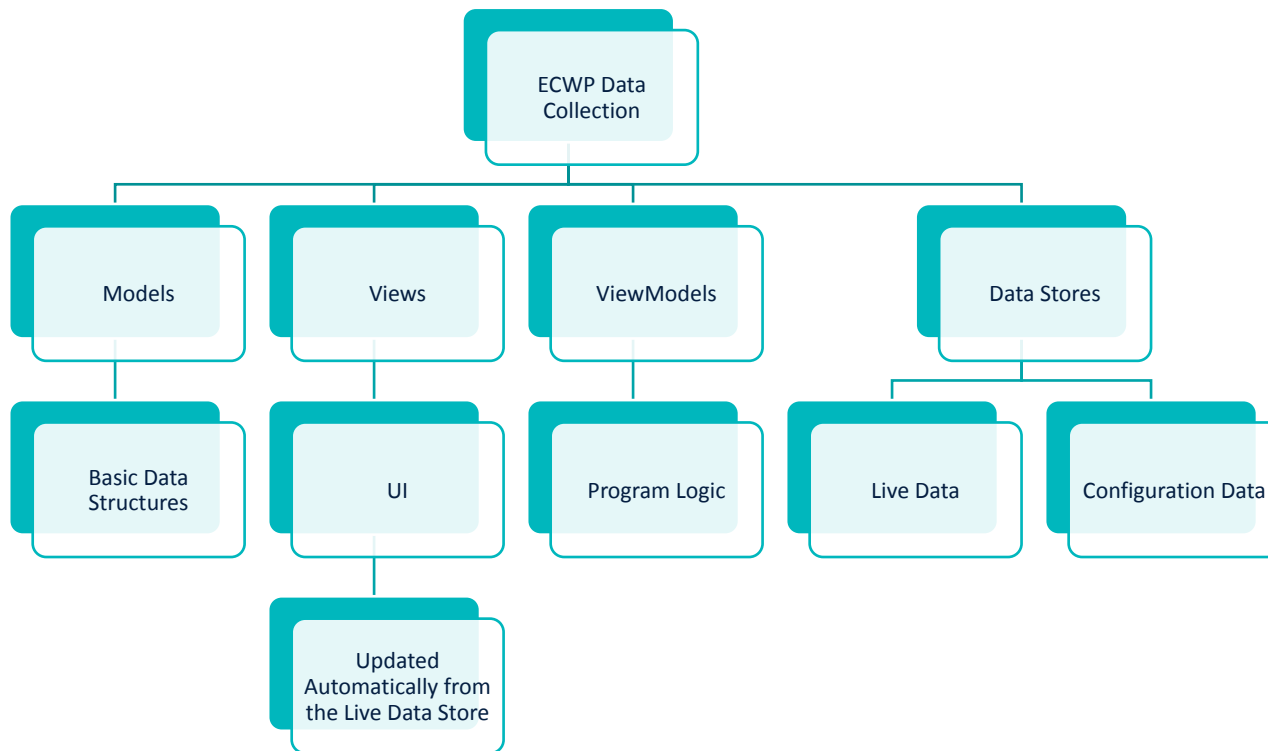 ECWP Data
Collection
Models
Views
ViewModels
Data Stores
Basic Data
Structures
UI
Program Logic
Live Data
Configuration Data
Updated
Automatically from
the Live Data Store